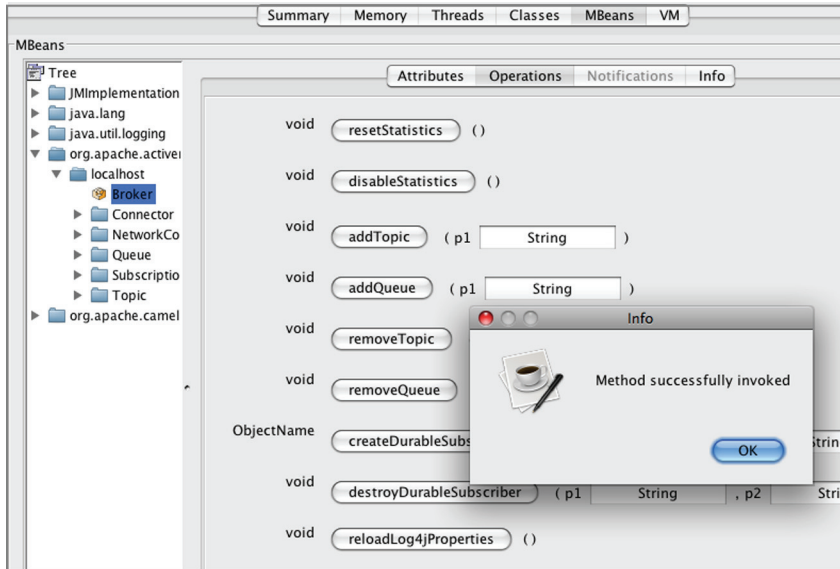 Summary Memory Threads Classes MBeans VM
MBeans
Tree
JMImplementation
java.lang
java.util.logging
org.apache.activer
localhost
Broker
Connector
NetworkCo
Queue
Subscriptio
Topic
org.apache.camel
Attributes Operations Notifications Info
void resetStatistics ()
void disableStatistics ()
void addTopic ( p1 String )
void addQueue ( p1 String )
void removeTopic
void removeQueue
ObjectName createDurableSubs Strin
void destroyDurableSubscriber ( p1 String , p2 Stri
void reloadLog4jProperties ()
Info
Method successfully invoked
OK